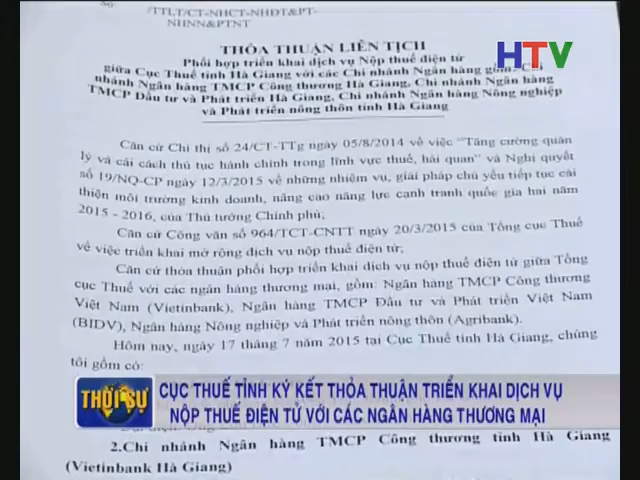 Số:
/TTLT/CT-NHCT-NHĐT&PT-
NHNN&PTNT
HTV
THỎA THUẬN LIÊN TỊCH
Phối hợp triển khai dịch vụ Nộp thuế điện tử
giữa Cục Thuế tỉnh Hà Giang với các Chi nhánh Ngân hàng gồm: Chi
nhánh Ngân hàng TMCP Công thương Hà Giang, Chi nhánh Ngân hàng
TMCP Đầu tư và Phát triển Hà Giang, Chi nhánh Ngân hàng Nông nghiệp
và Phát triển nông thôn tỉnh Hà Giang
Căn cứ Chỉ thị số 24/CT-TTg ngày 05/8/2014 về việc "Tăng cường quản
lý và cải cách thủ tục hành chính trong lĩnh vực thuế, hải quan" và Nghị quyết
số 19/NQ-CP ngày 12/3/2015 về những nhiệm vụ, giải pháp chủ yếu tiếp tục cải
thiện môi trường kinh doanh, nâng cao năng lực cạnh tranh quốc gia hai năm
2015 - 2016, của Thủ tướng Chính phủ;
Căn cứ Công văn số 964/TCT-CNTT ngày 20/3/2015 của Tổng cục Thuế
về việc triển khai mở rộng dịch vụ nộp thuế điện tử;
Căn cứ thỏa thuận phối hợp triển khai dịch vụ nộp thuế điện tử giữa Tổng
cục Thuế với các ngân hàng thương mại, gồm: Ngân hàng TMCP Công thương
Việt Nam (Vietinbank), Ngân hàng TMCP Đầu tư và Phát triển Việt Nam
(BIDV), Ngân hàng Nông nghiệp và Phát triển nông thôn (Agribank).
Hôm nay, ngày 17 tháng 7 năm 2015 tại Cục Thuế tỉnh Hà Giang, chúng
tôi gồm có:
THỜI SỰ
CỤC THUẾ TỈNH KÝ KẾT THỎA THUẬN TRIỂN KHAI DỊCH VỤ
NỘP THUẾ ĐIỆN TỬ VỚI CÁC NGÂN HÀNG THƯƠNG MẠI
2.Chi nhánh Ngân hàng TMCP Công thương tỉnh Hà Giang
(Vietinbank Hà Giang)